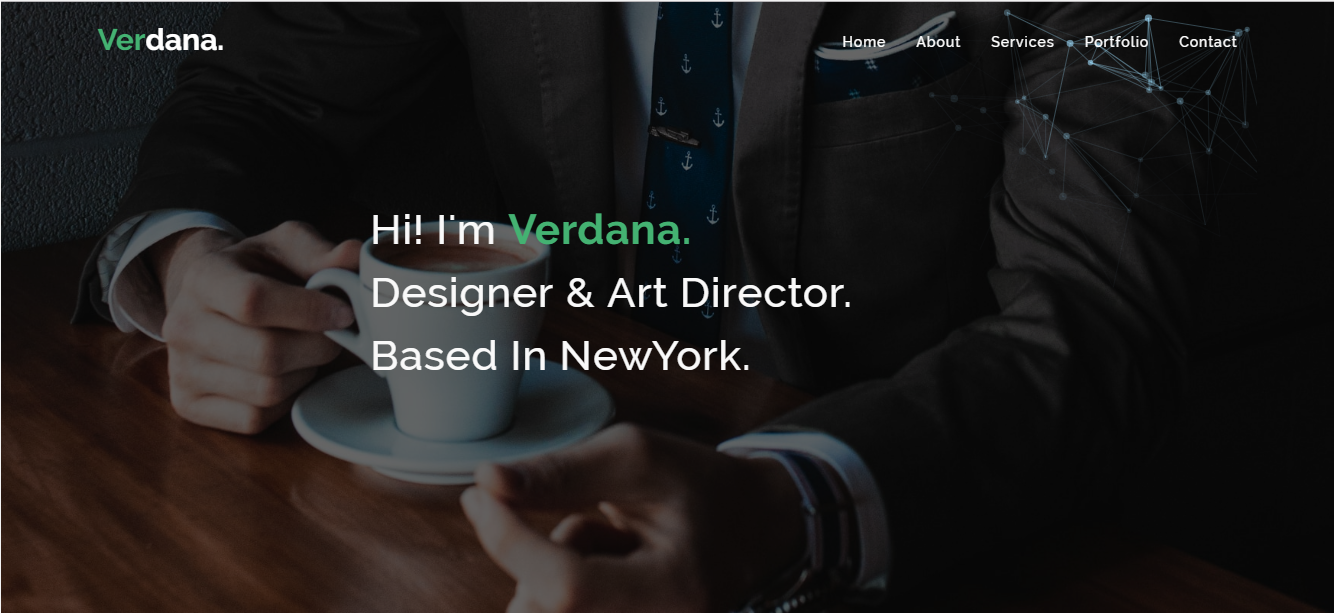 Verdana.
Home About Services Portfolio Contact
Hi! I'm Verdana.
Designer & Art Director.
Based In NewYork.